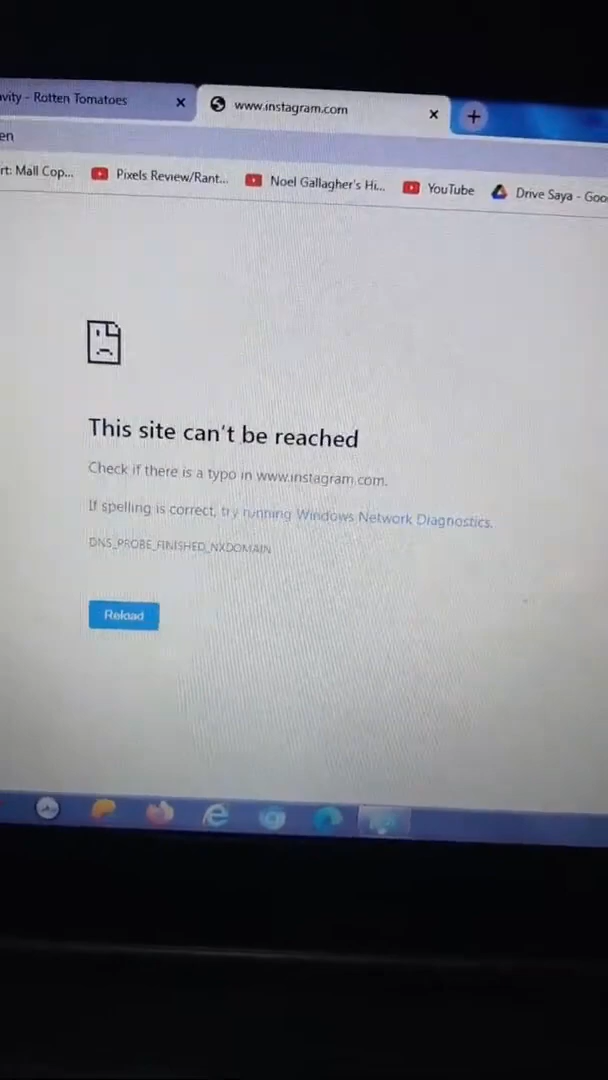 vity - Rotten Tomatoes
www.instagram.com
en
rt: Mall Cop...
Pixels Review/Rant...
Noel Gallagher's Hi...
YouTube
Drive Saya - Goo
This site can't be reached
Check if there is a typo in www.instagram.com.
If spelling is correct, try running Windows Network Diagnostics.
DNS_PROBE_FINISHED_NXDOMAIN
Reload